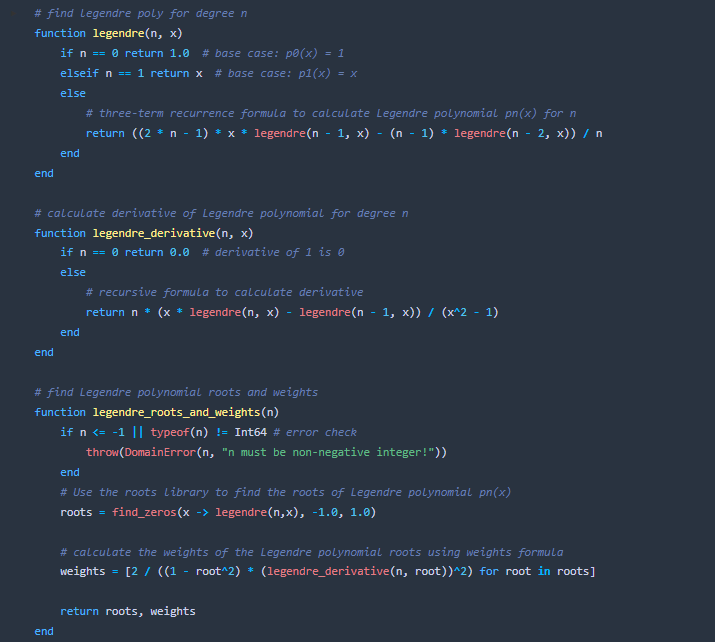 # find legendre poly for degree n
function legendre(n, x)
    if n == 0 return 1.0  # base case: p0(x) = 1
    elseif n == 1 return x  # base case: p1(x) = x
    else
        # three-term recurrence formula to calculate Legendre polynomial pn(x) for n
        return ((2 * n - 1) * x * legendre(n - 1, x) - (n - 1) * legendre(n - 2, x)) / n
    end
end

# calculate derivative of Legendre polynomial for degree n
function legendre_derivative(n, x)
    if n == 0 return 0.0  # derivative of 1 is 0
    else
        # recursive formula to calculate derivative
        return n * (x * legendre(n, x) - legendre(n - 1, x)) / (x^2 - 1)
    end
end

# find Legendre polynomial roots and weights
function legendre_roots_and_weights(n)
    if n <= -1 || typeof(n) != Int64 # error check
        throw(DomainError(n, "n must be non-negative integer!"))
    end
    # Use the roots library to find the roots of Legendre polynomial pn(x)
    roots = find_zeros(x -> legendre(n,x), -1.0, 1.0)

    # calculate the weights of the Legendre polynomial roots using weights formula
    weights = [2 / ((1 - root^2) * (legendre_derivative(n, root))^2) for root in roots]

    return roots, weights
end